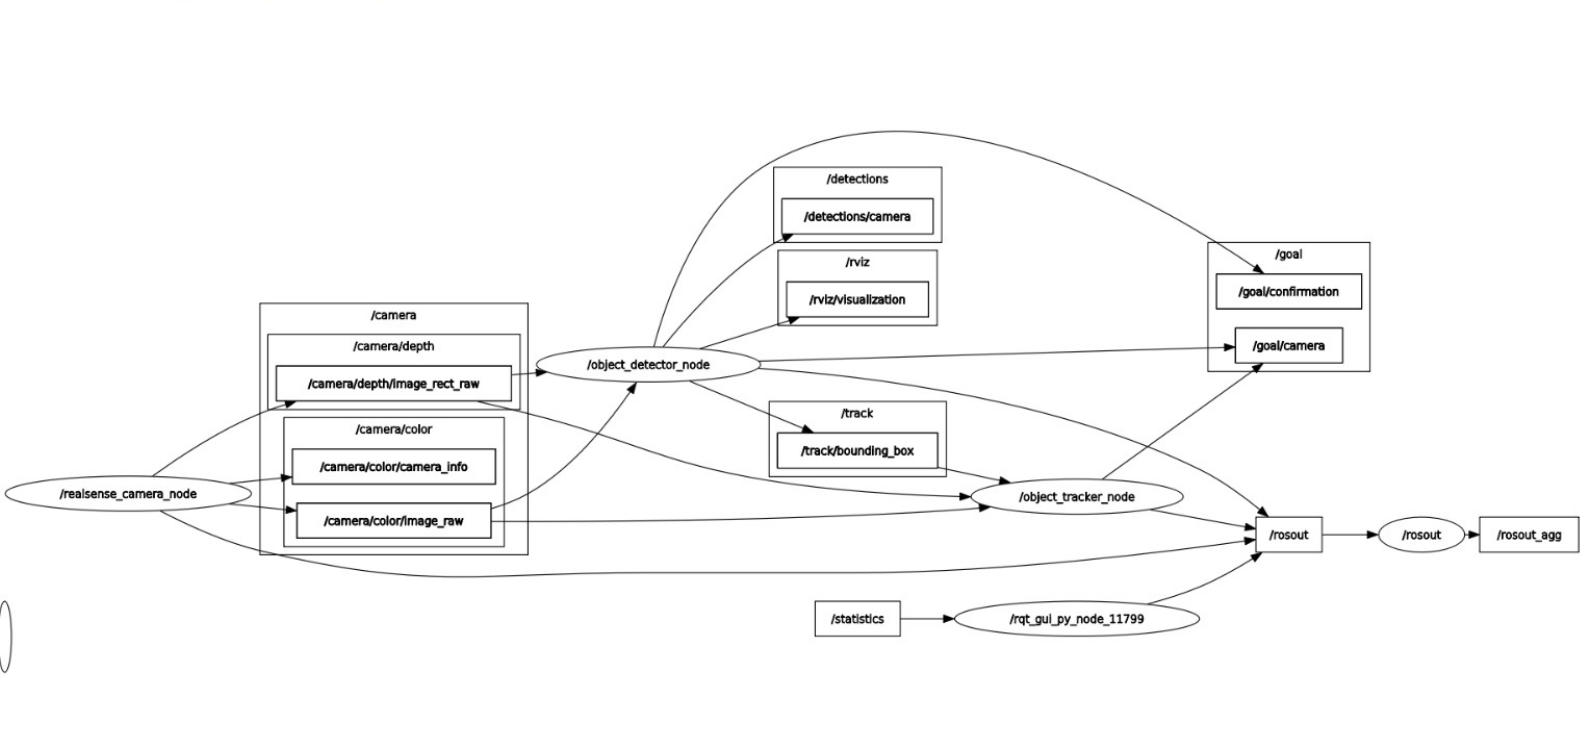 /detections
/detections/camera
/rviz
/rviz/visualization
/goal
/goal/confirmation
/goal/camera
/camera
/camera/depth
/camera/depth/image_rect_raw
/object_detector_node
/camera/color
/camera/color/camera_info
/camera/color/image_raw
/track
/track/bounding_box
/realsense_camera_node
/object_tracker_node
/rosout
/rosout
/rosout_agg
/statistics
/rqt_gui_py_node_11799